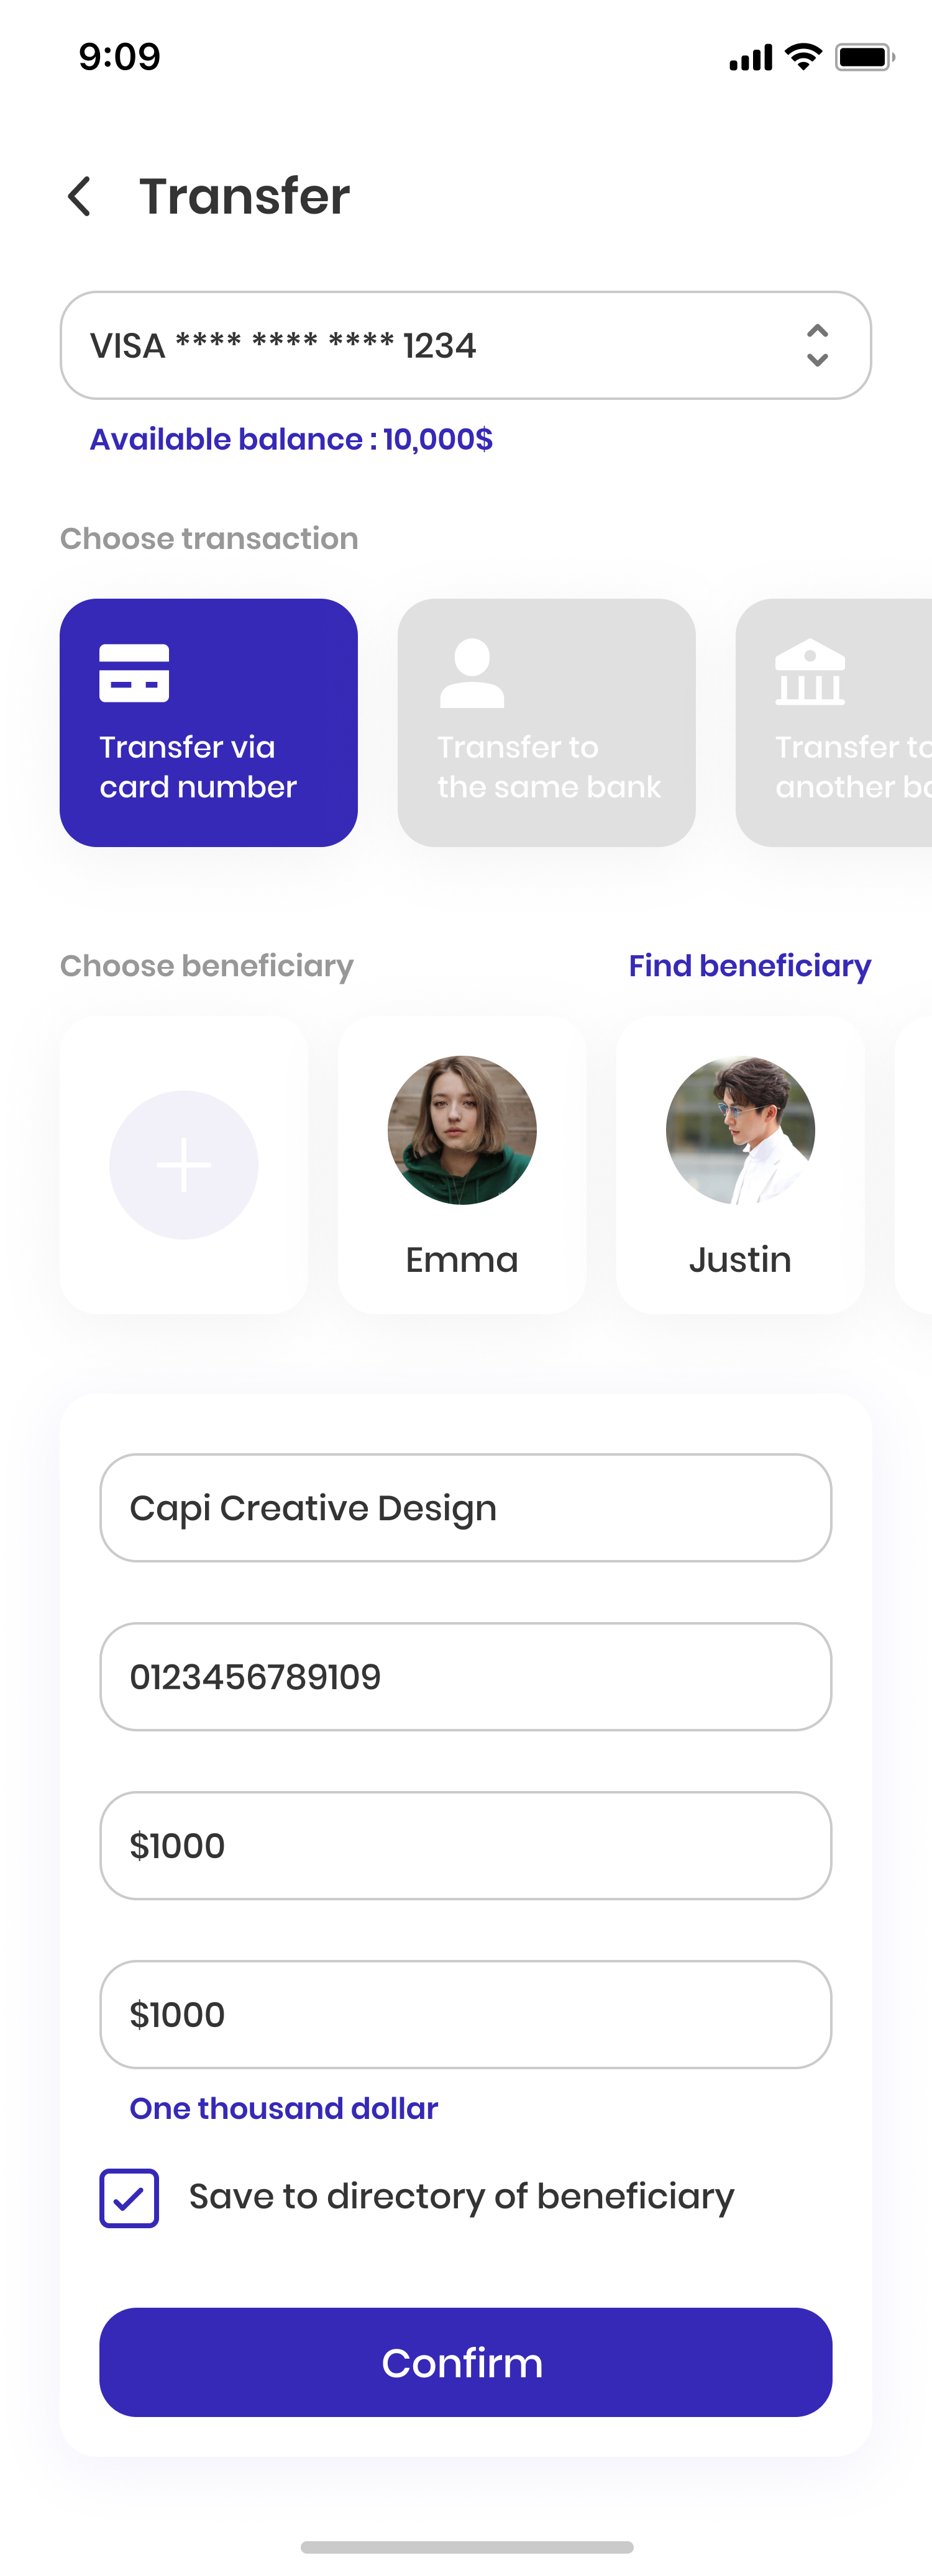 9:09
Transfer
VISA **** **** **** 1234
Available balance : 10,000$
Choose transaction
Transfer via
card number
Transfer to
the same bank
Transfer to
another
Choose beneficiary
Find beneficiary
Emma
Justin
Capi Creative Design
0123456789109
$1000
$1000
One thousand dollar
Save to directory of beneficiary
Confirm